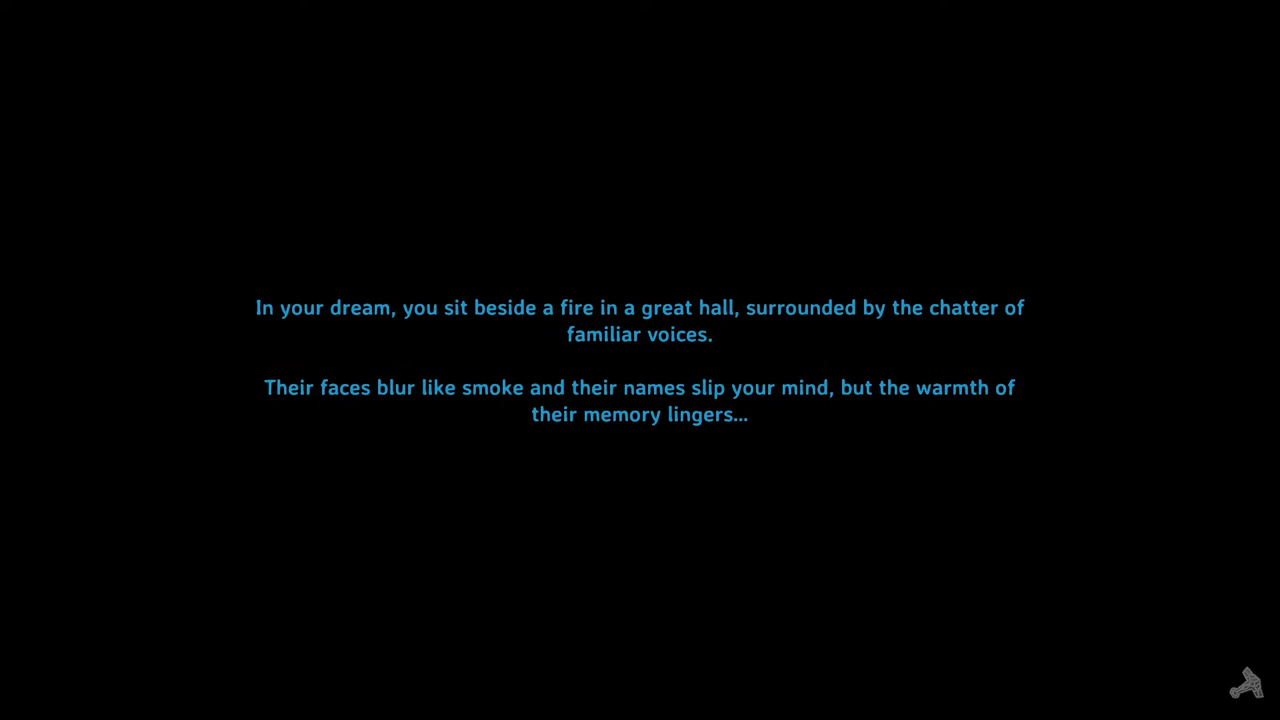 In your dream, you sit beside a fire in a great hall, surrounded by the chatter of
familiar voices.
Their faces blur like smoke and their names slip your mind, but the warmth of
their memory lingers...